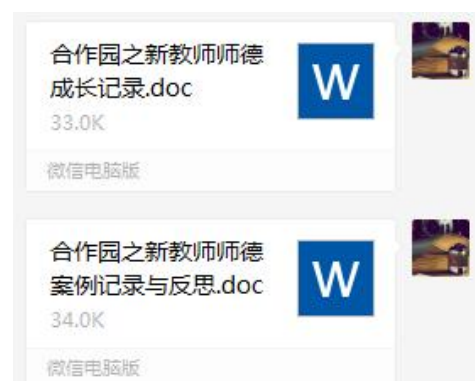 合作园之新教师师德
成长记录.doc
W
33.0K
微信电脑版
合作园之新教师师德
案例记录与反思.doc
W
34.0K
微信电脑版